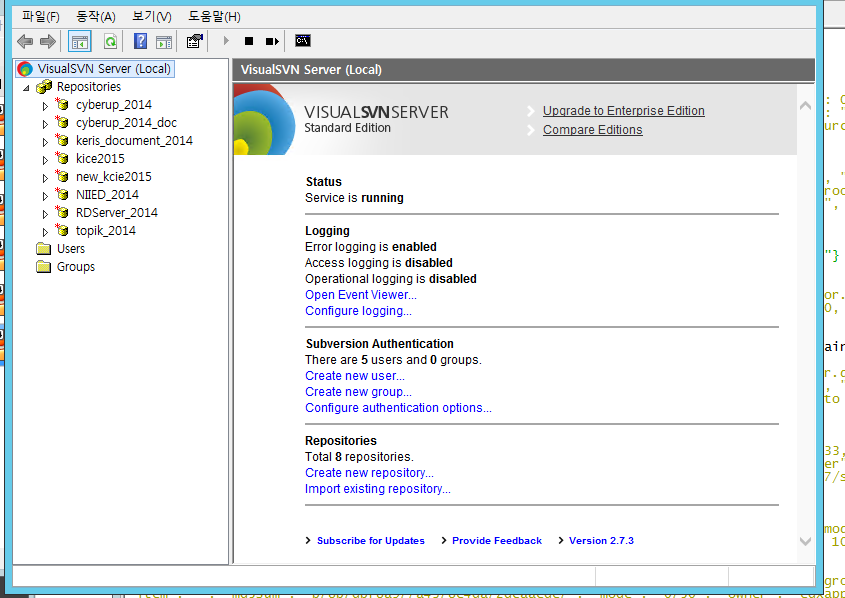 파일(F) 동작(A) 보기(V) 도움말(H)
VisualSVN Server (Local)
Repositories
cyberup_2014
cyberup_2014_doc
keris_document_2014
kice2015
new_kcie2015
NIIED_2014
RDServer_2014
topik_2014
Users
Groups
VisualSVN Server (Local)
VISUALSVNSERVER
Standard Edition
Upgrade to Enterprise Edition
Compare Editions
Status
Service is running
Logging
Error logging is enabled
Access logging is disabled
Operational logging is disabled
Open Event Viewer...
Configure logging...
Subversion Authentication
There are 5 users and 0 groups.
Create new user...
Create new group...
Configure authentication options...
Repositories
Total 8 repositories.
Create new repository...
Import existing repository...
Subscribe for Updates Provide Feedback Version 2.7.3